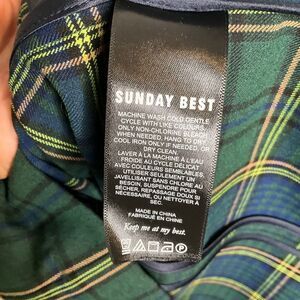 SUNDAY BEST
MACHINE WASH COLD GENTLE
CYCLE WITH LIKE COLOURS,
ONLY NON-CHLORINE BLEACH
WHEN NEEDED, HANG TO DRY,
COOL IRON ONLY IF NEEDED, OR
DRY CLEAN.
LAVER À LA MACHINE À L'EAU
FROIDE AU CYCLE DÉLICAT
AVEC COULEURS SEMBLABLES,
UTILISER SEULEMENT UN
JAVELLISANT SANS CHLORE AU
BESOIN, SUSPENDRE POUR
SÉCHER, REPASSAGE DOUX SI
NÉC., OU NETTOYER À
SEC.
MADE IN CHINA
FABRIQUÉ EN CHINE
Keep me at my best.